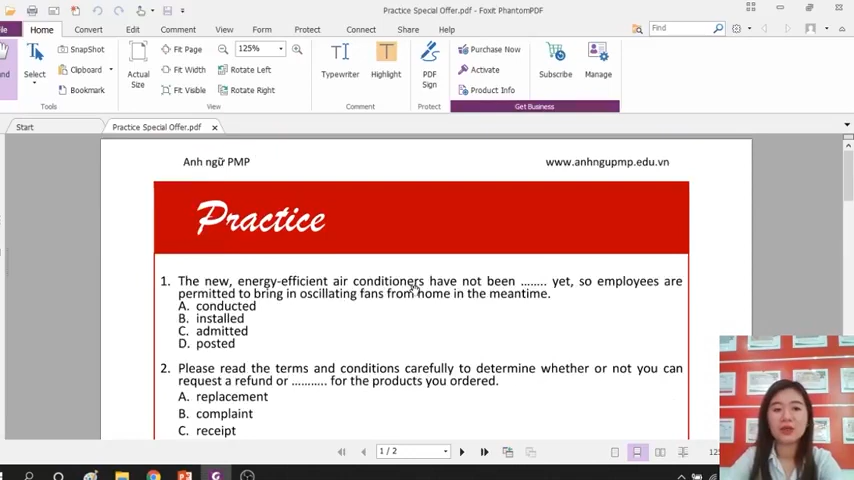 Practice Special Offer.pdf - Foxit PhantomPDF
File Home Convert Edit Comment View Form Protect Share Connect Help Find
SnapShot
Clipboard
Bookmark
Select
Actual Size
Fit Page
Fit Width
Fit Visible
125%
Rotate Left
Rotate Right
Typewriter
Highlight
PDF Sign
Purchase Now
Activate
Product Info
Subscribe
Manage
Tools View Comment Protect Get Business
Start Practice Special Offer.pdf
Anh ngữ PMP www.anhngupmp.edu.vn
Practice
1. The new, energy-efficient air conditioners have not been ........ yet, so employees are
permitted to bring in oscillating fans from home in the meantime.
A. conducted
B. installed
C. admitted
D. posted
2. Please read the terms and conditions carefully to determine whether or not you can
request a refund or ........... for the products you ordered.
A. replacement
B. complaint
C. receipt
1 / 2